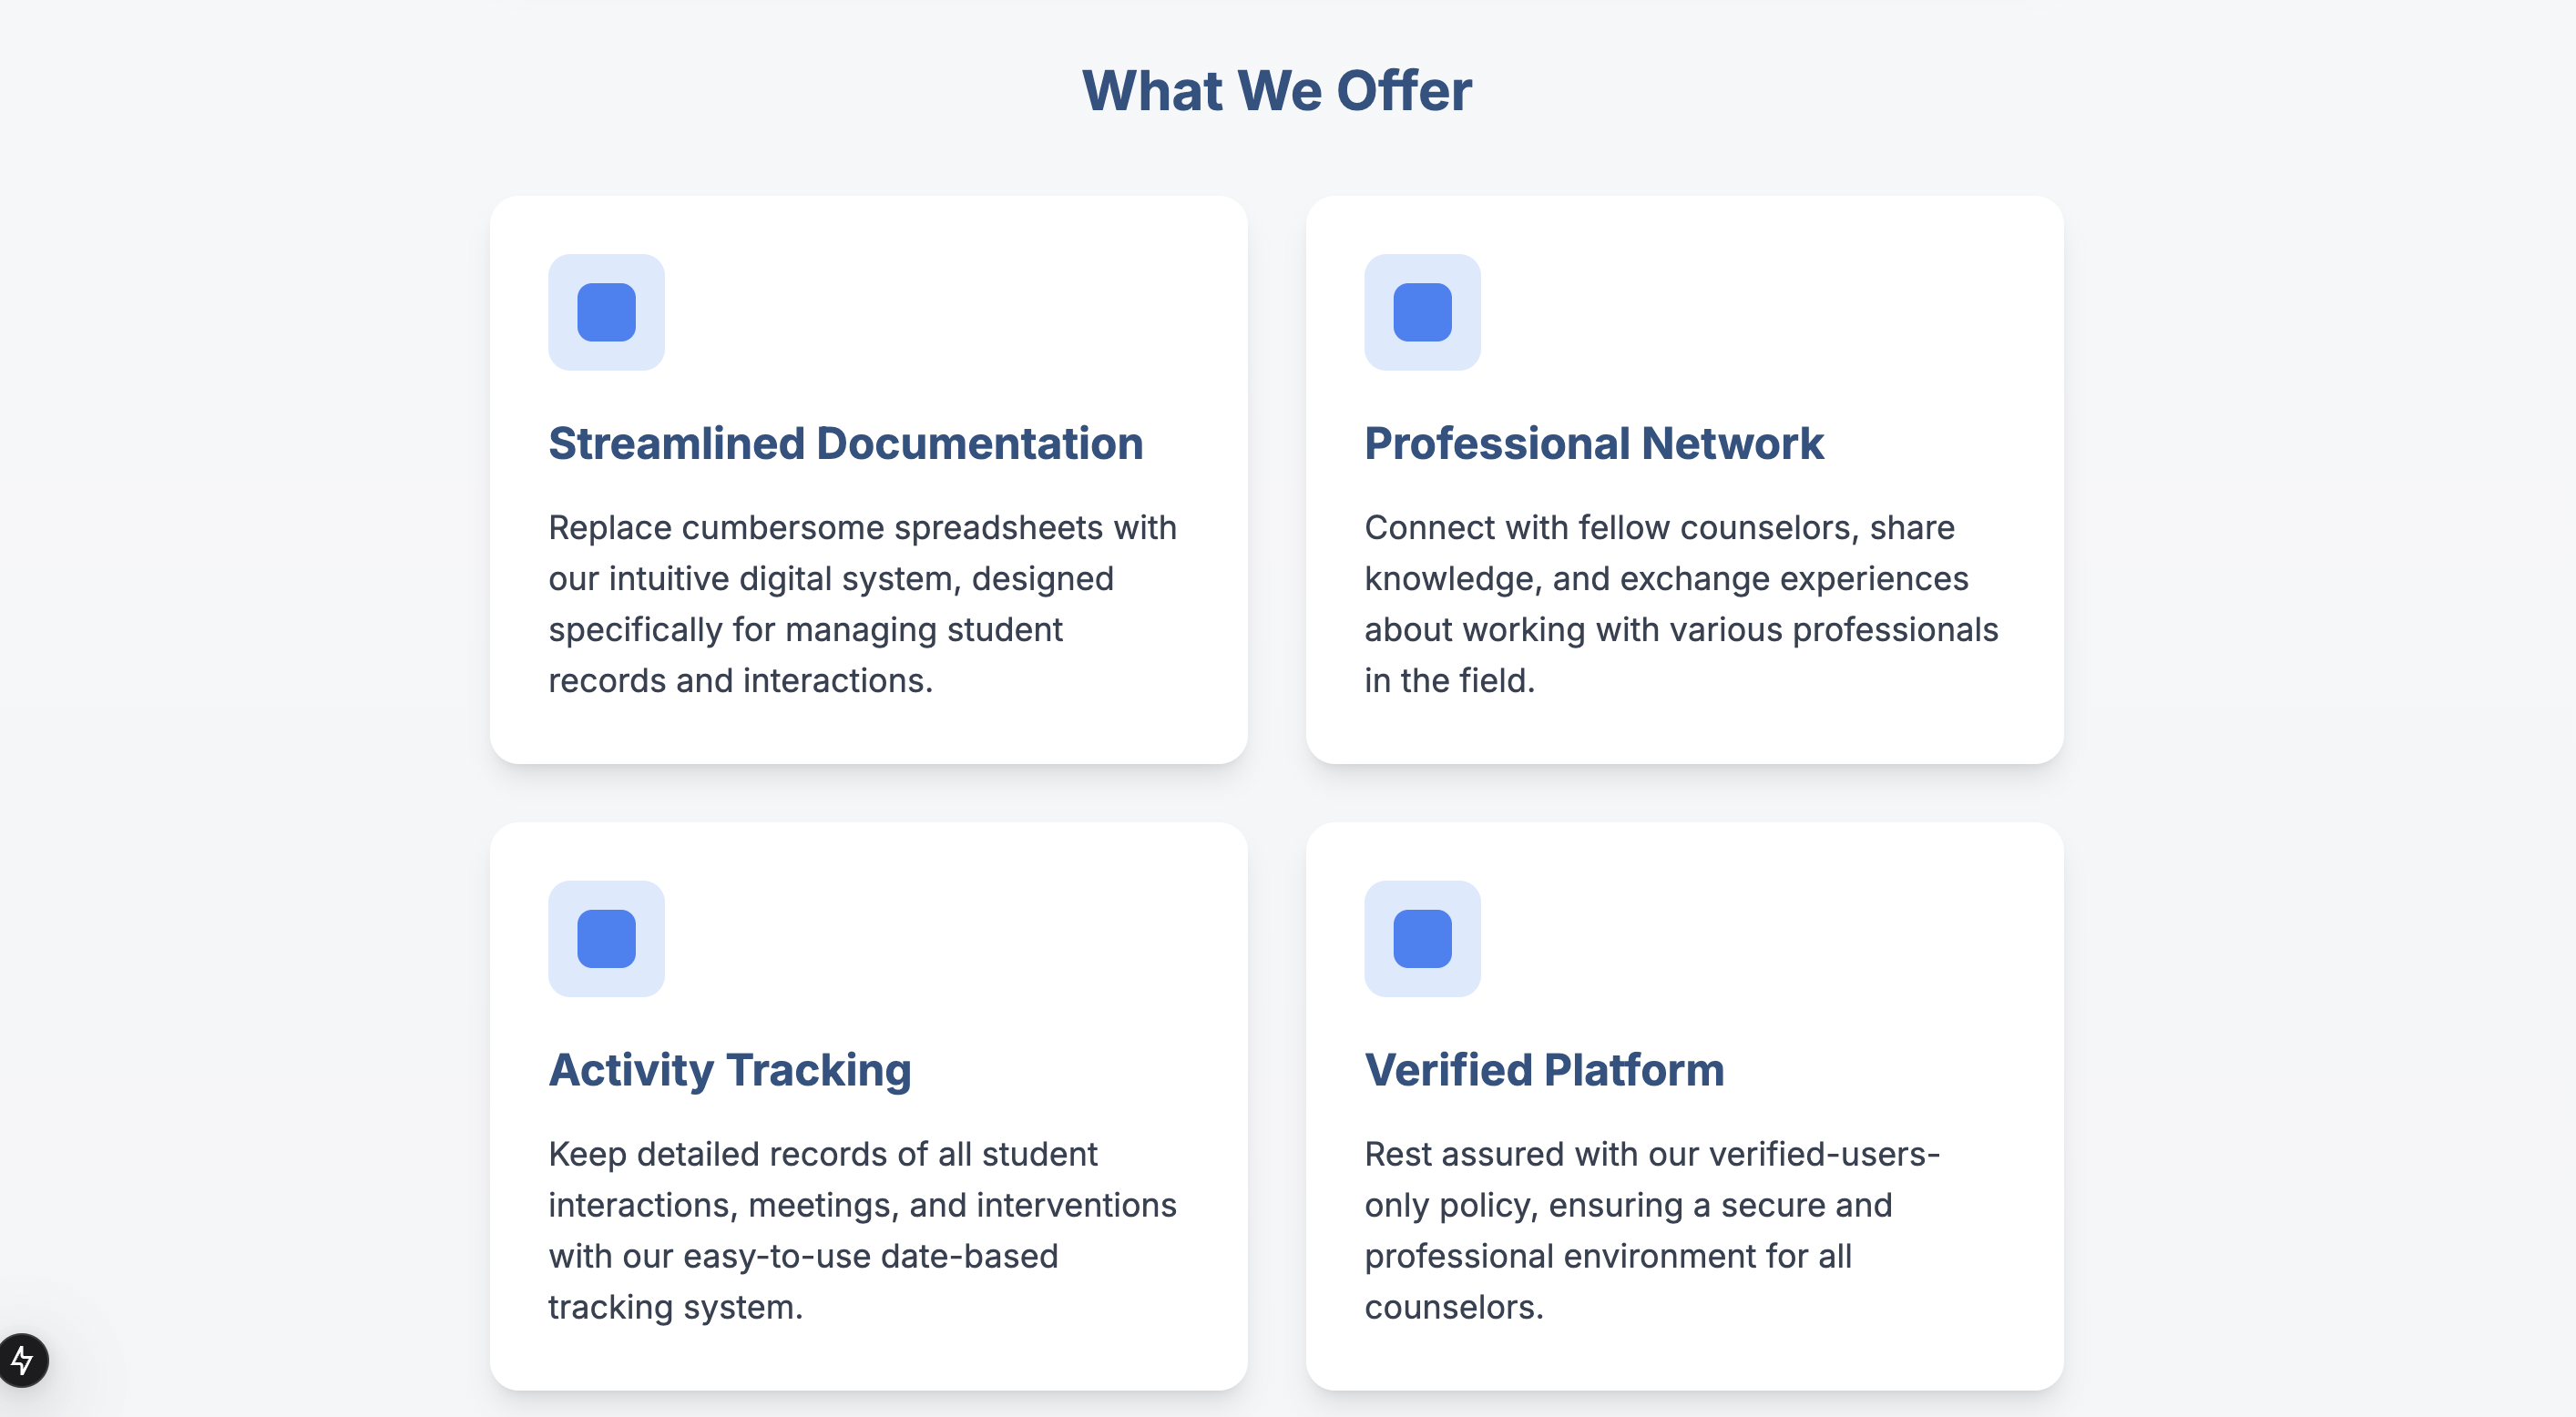 What We Offer
Streamlined Documentation
Replace cumbersome spreadsheets with
our intuitive digital system, designed
specifically for managing student
records and interactions.
Professional Network
Connect with fellow counselors, share
knowledge, and exchange experiences
about working with various professionals
in the field.
Activity Tracking
Keep detailed records of all student
interactions, meetings, and interventions
with our easy-to-use date-based
tracking system.
Verified Platform
Rest assured with our verified-users-
only policy, ensuring a secure and
professional environment for all
counselors.